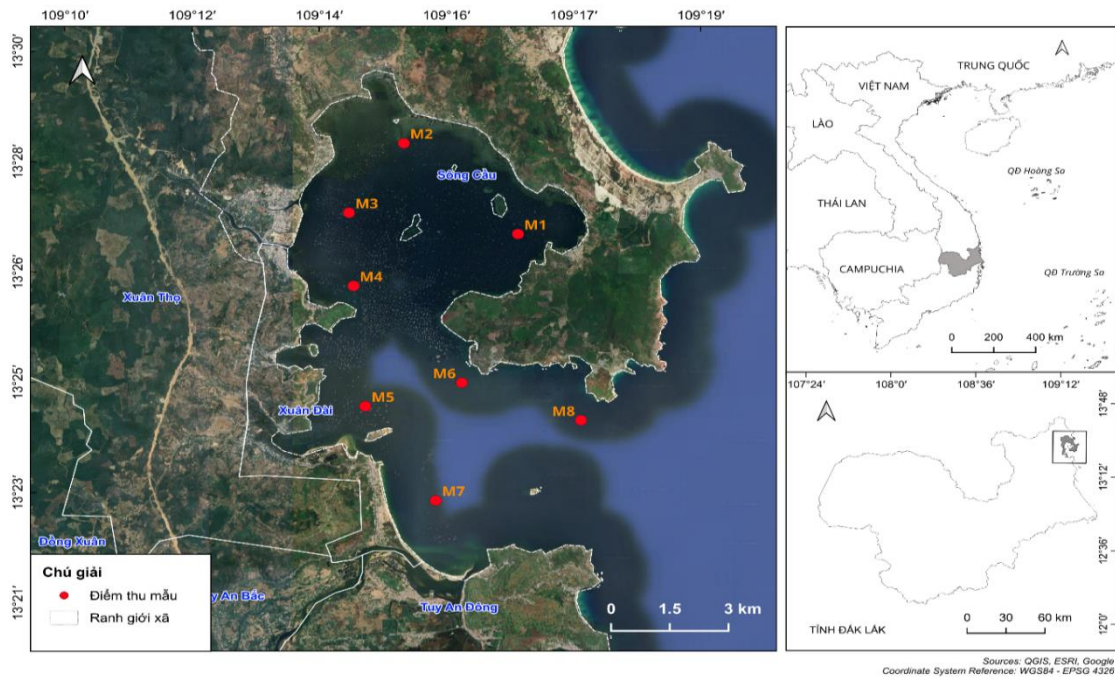 109°10'
109°12'
109°14'
109°16'
109°17'
109°19'
13°30'
13°28'
13°26'
13°25'
13°23'
13°21'
M2
Sông Cầu
M3
M1
M4
Xuân Thọ
M6
M5
Xuân Đài
M8
M7
Đồng Xuân
y An Bắc
Tuy An Đông
Chú giải
Điểm thu mẫu
Ranh giới xã
0 1.5 3 km
TRUNG QUỐC
VIỆT NAM
LÀO
QĐ Hoàng Sa
THÁI LAN
CAMPUCHIA
QĐ Trường Sa
0 200 400 km
107°24'
108°0'
108°36'
109°12'
13°48'
13°12'
12°36'
12°0'
0 60 km
TỈNH ĐẮK LẮK
Sources: QGIS, ESRI, Google
Coordinate System Reference: WGS84 - EPSG 4326